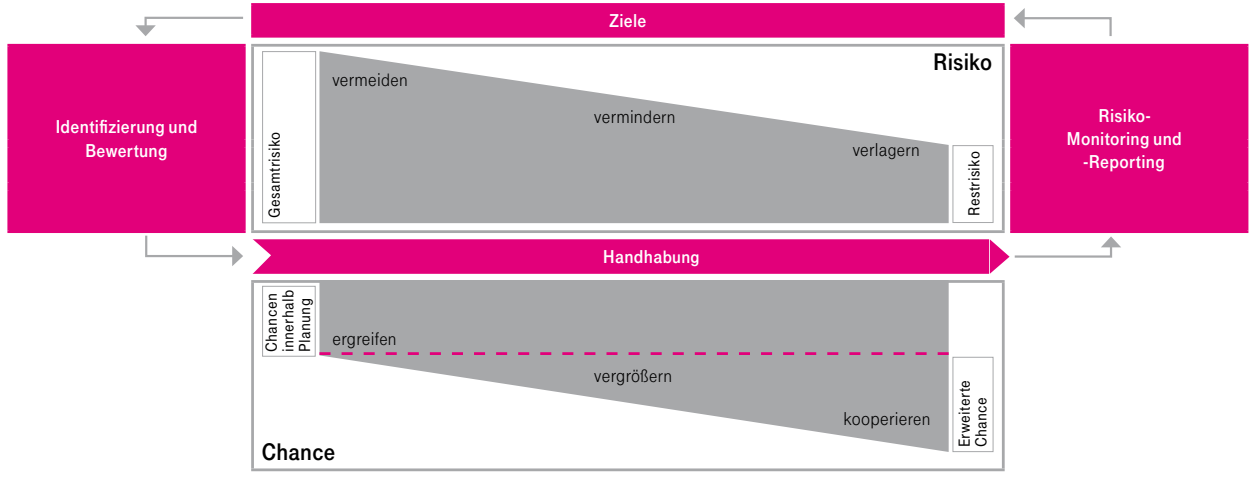 Ziele
Identifizierung und
Bewertung
Risiko
vermeiden
vermindern
verlagern
Gesamtrisiko
Restrisiko
Risiko-
Monitoring und
-Reporting
Handhabung
Chancen
innerhalb
Planung
ergreifen
vergrößern
kooperieren
Erweiterte
Chance
Chance